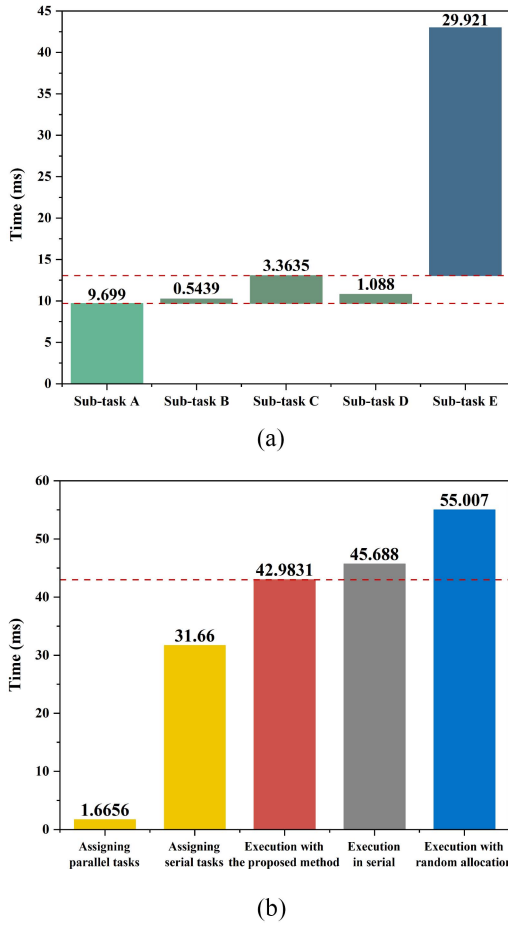 45
40
35
30
25
20
15
10
5
0
Time (ms)
9.699
0.5439
3.3635
1.088
29.921
Sub-task A
Sub-task B
Sub-task C
Sub-task D
Sub-task E
(a)
60
50
40
30
20
10
0
Time (ms)
1.6656
31.66
42.9831
45.688
55.007
Assigning
parallel tasks
Assigning
serial tasks
Execution with
the proposed method
Execution
in serial
Execution with
random allocation
(b)